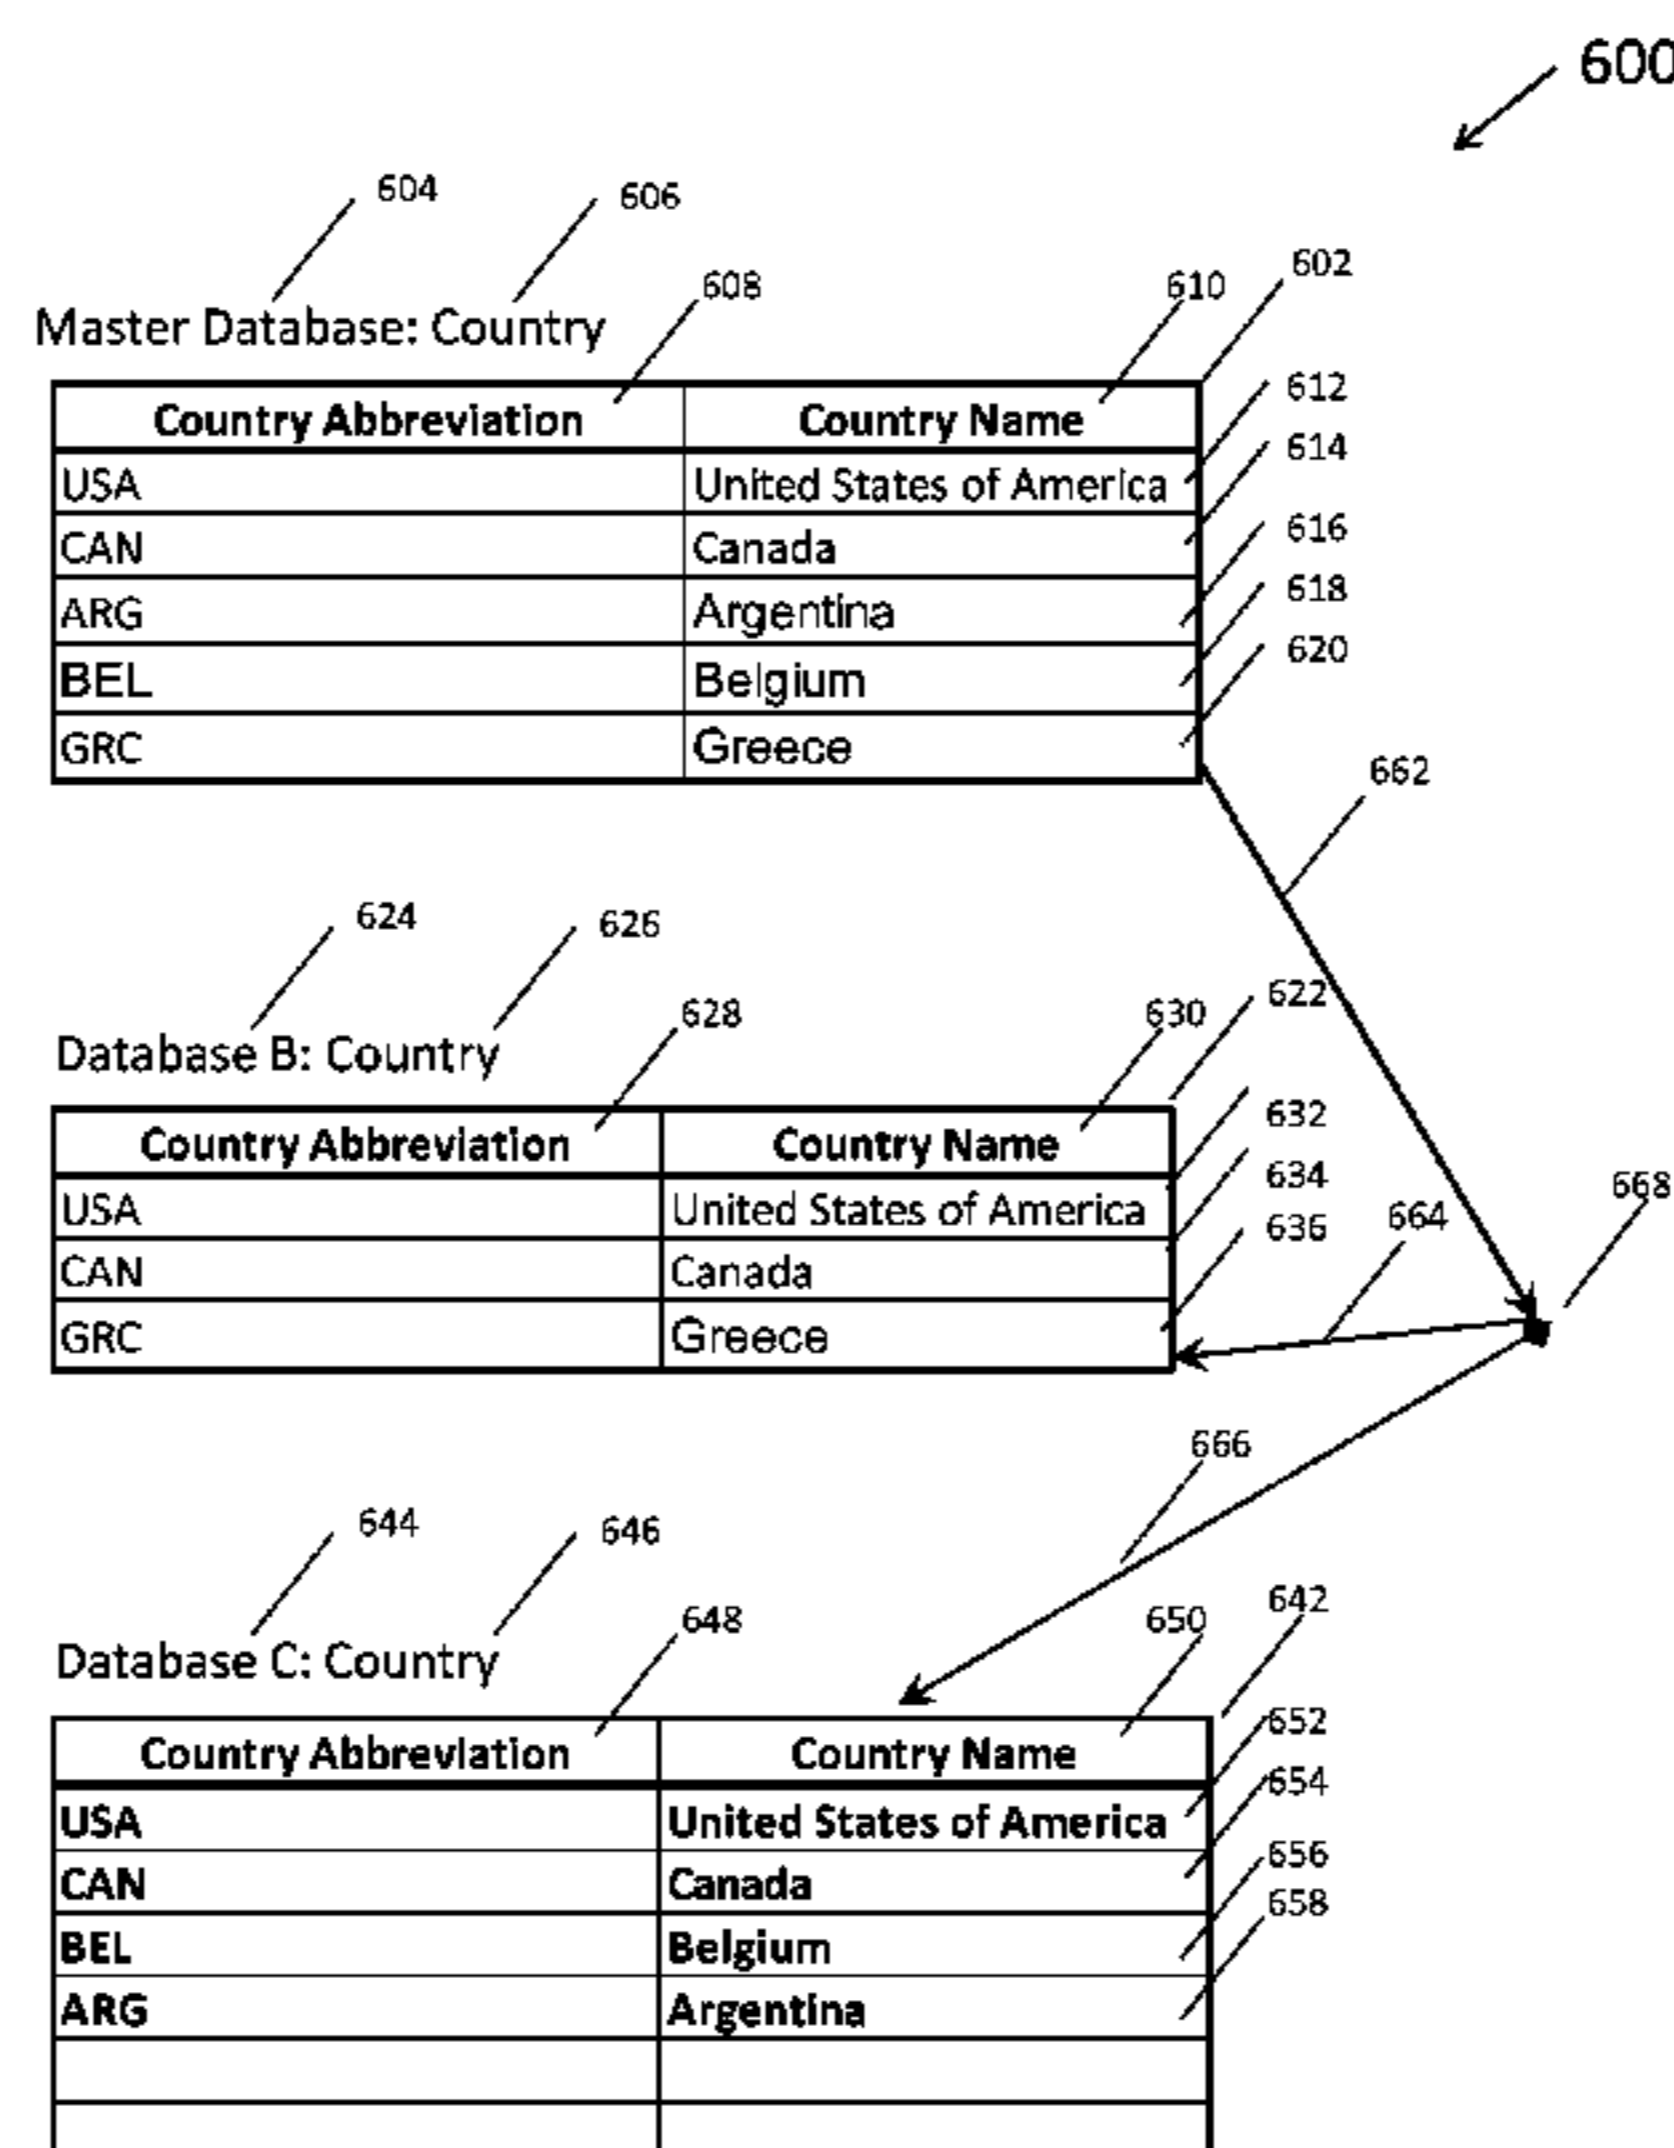 600
604 606
602
608 610
Master Database: Country
612
Country Abbreviation Country Name
614
USA United States of America
616
CAN Canada
618
ARG Argentina
620
BEL Belgium
GRC Greece
662
624 626
622
628 630
Database B: Country
632
Country Abbreviation Country Name
634 668
USA United States of America 664
636
CAN Canada
GRC Greece
666
644 646
642
648 650
Database C: Country
652
Country Abbreviation Country Name
654
USA United States of America
656
CAN Canada
658
BEL Belgium
ARG Argentina